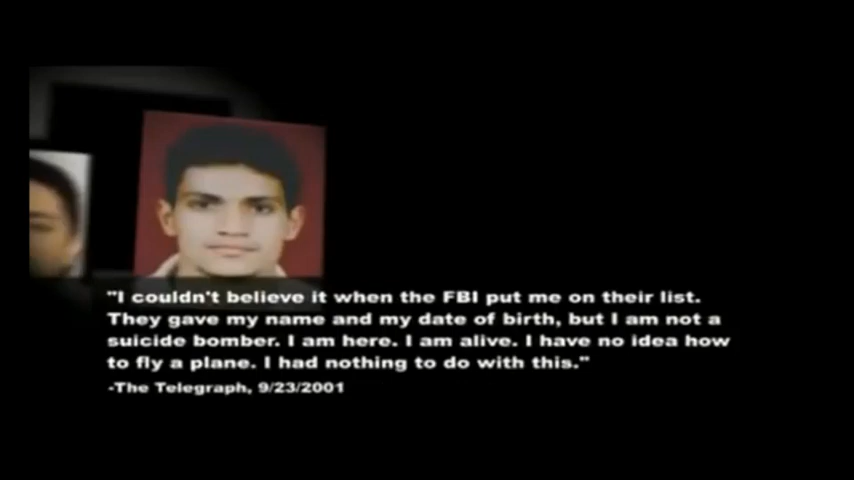 "I couldn't believe it when the FBI put me on their list.
They gave my name and my date of birth, but I am not a
suicide bomber. I am here. I am alive. I have no idea how
to fly a plane. I had nothing to do with this."
-The Telegraph, 9/23/2001